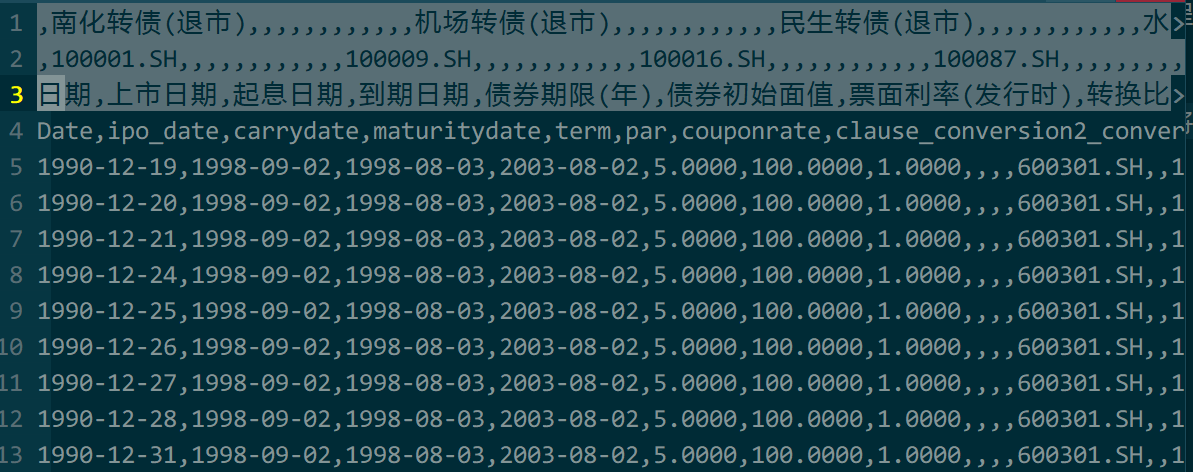 1 ,南化转债(退市),,,,,,,,,,,,机场转债(退市),,,,,,,,,,,,民生转债(退市),,,,,,,,,,,,水>
2 ,100001.SH,,,,,,,,,,,,100009.SH,,,,,,,,,,,,100016.SH,,,,,,,,,,,,100087.SH,,,,,,,,,
3 日期,上市日期,起息日期,到期日期,债券期限(年),债券初始面值,票面利率(发行时),转换比>
4 Date,ipo_date,carrydate,maturitydate,term,par,couponrate,clause_conversion2_conver
5 1990-12-19,1998-09-02,1998-08-03,2003-08-02,5.0000,100.0000,1.0000,,,,600301.SH,,1
6 1990-12-20,1998-09-02,1998-08-03,2003-08-02,5.0000,100.0000,1.0000,,,,600301.SH,,1
7 1990-12-21,1998-09-02,1998-08-03,2003-08-02,5.0000,100.0000,1.0000,,,,600301.SH,,1
8 1990-12-24,1998-09-02,1998-08-03,2003-08-02,5.0000,100.0000,1.0000,,,,600301.SH,,1
9 1990-12-25,1998-09-02,1998-08-03,2003-08-02,5.0000,100.0000,1.0000,,,,600301.SH,,1
10 1990-12-26,1998-09-02,1998-08-03,2003-08-02,5.0000,100.0000,1.0000,,,,600301.SH,,1
11 1990-12-27,1998-09-02,1998-08-03,2003-08-02,5.0000,100.0000,1.0000,,,,600301.SH,,1
12 1990-12-28,1998-09-02,1998-08-03,2003-08-02,5.0000,100.0000,1.0000,,,,600301.SH,,1
13 1990-12-31,1998-09-02,1998-08-03,2003-08-02,5.0000,100.0000,1.0000,,,,600301.SH,,1